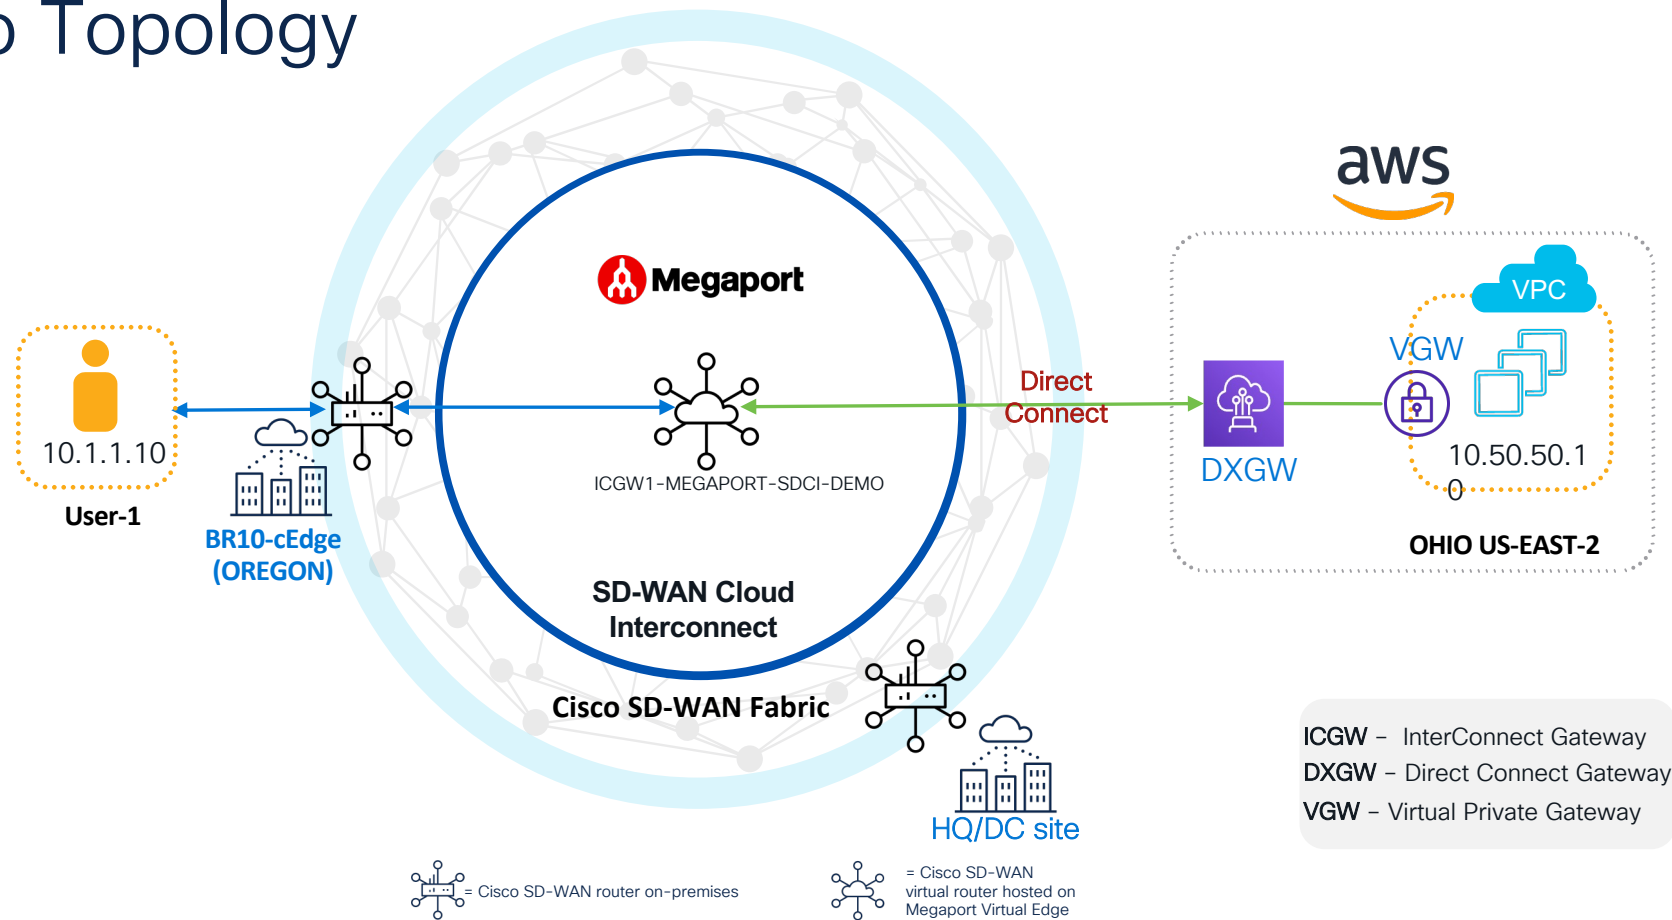 Topology
aws
Megaport
VPC
VGW
Direct
Connect
10.1.1.10
User-1
BR10-cEdge
(OREGON)
ICGW1-MEGAPORT-SDCI-DEMO
DXGW
10.50.50.1
0
OHIO US-EAST-2
SD-WAN Cloud
Interconnect
Cisco SD-WAN Fabric
HQ/DC site
ICGW – InterConnect Gateway
DXGW – Direct Connect Gateway
VGW – Virtual Private Gateway
= Cisco SD-WAN router on-premises
= Cisco SD-WAN
virtual router hosted on
Megaport Virtual Edge